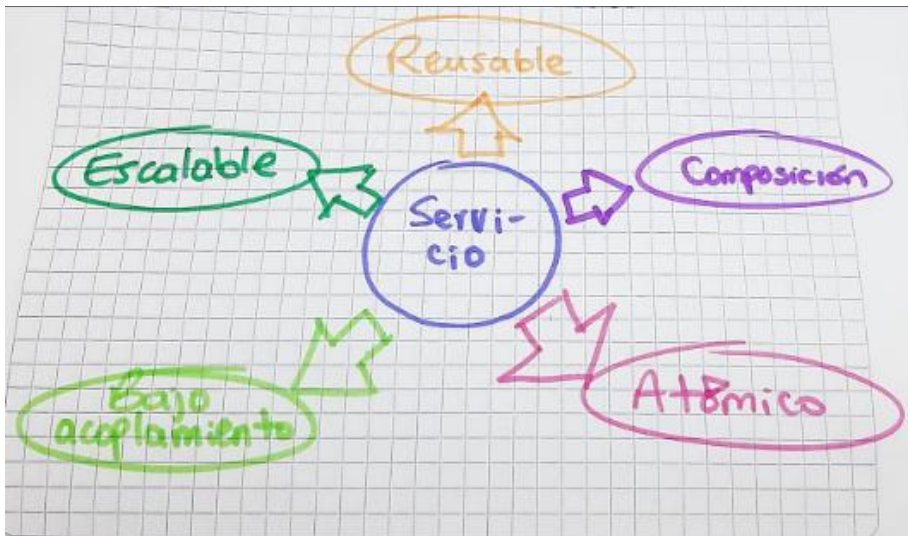 Reusable
Escalable
Composición
Servi-
cio
Bajo
acoplamiento
Atómico